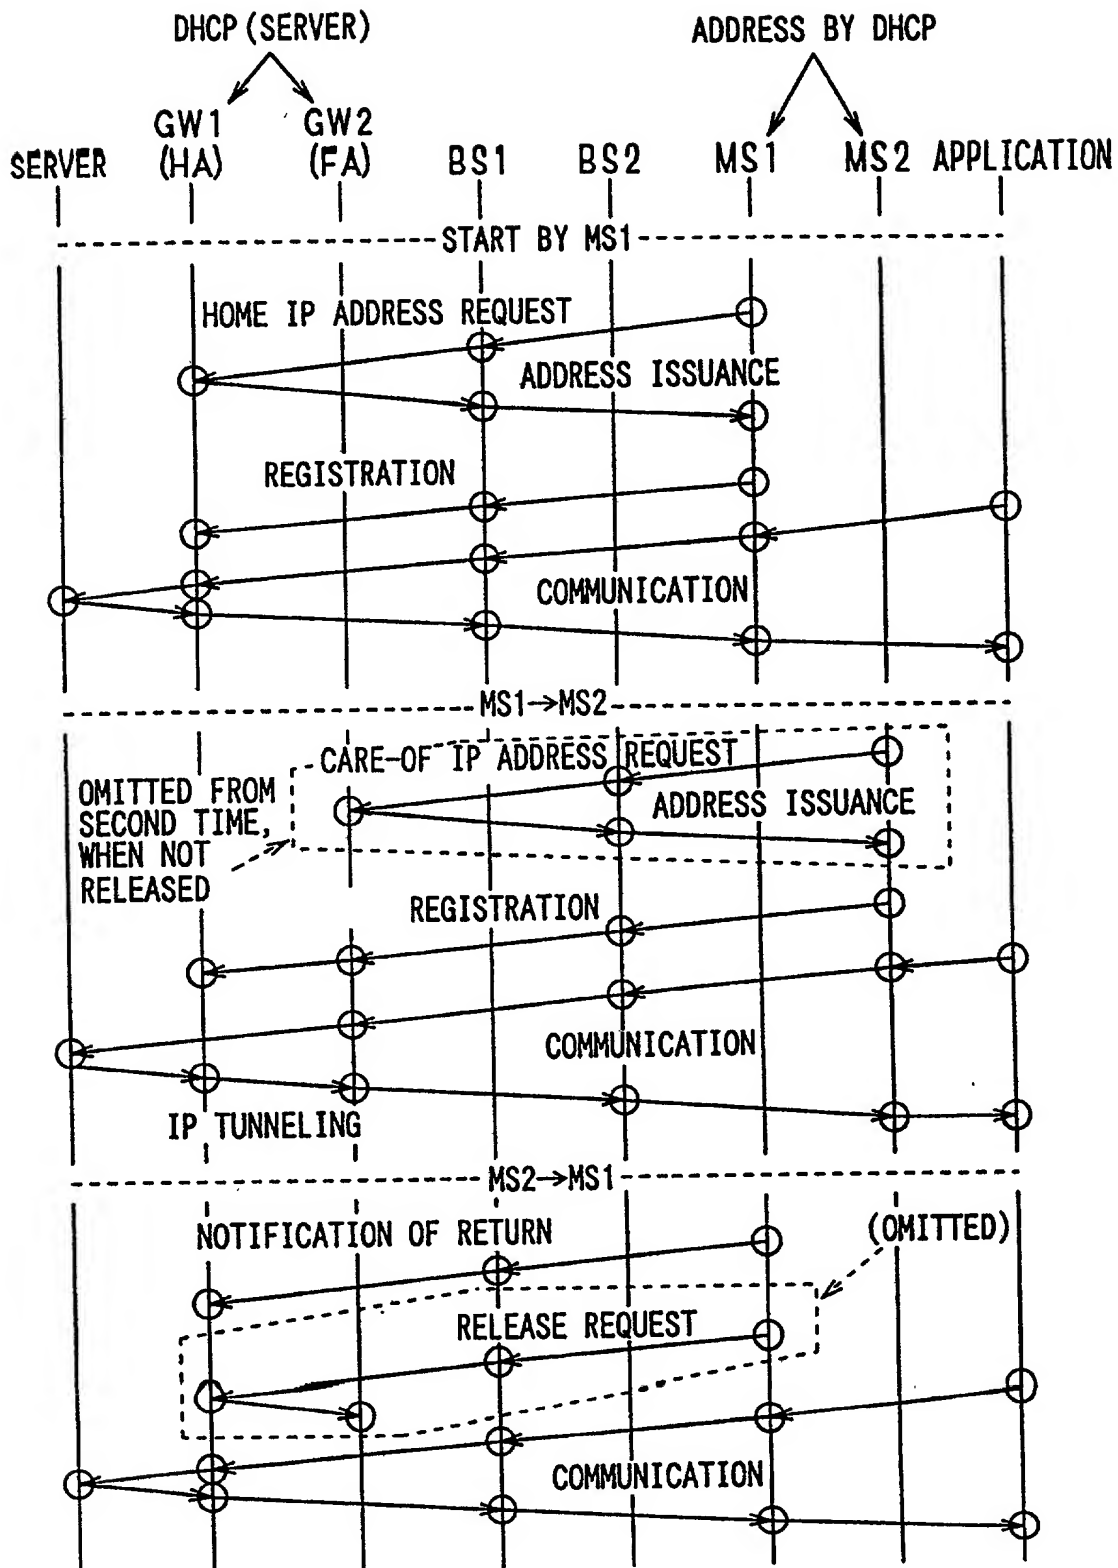 DHCP (SERVER)
ADDRESS BY DHCP
SERVER
GW1
(HA)
GW2
(FA)
BS1
BS2
MS1
MS2
APPLICATION
START BY MS1
HOME IP ADDRESS REQUEST
ADDRESS ISSUANCE
REGISTRATION
COMMUNICATION
MS1→MS2
CARE-OF IP ADDRESS REQUEST
OMITTED FROM
SECOND TIME,
WHEN NOT
RELEASED
ADDRESS ISSUANCE
REGISTRATION
COMMUNICATION
IP TUNNELING
MS2→MS1
NOTIFICATION OF RETURN
(OMITTED)
RELEASE REQUEST
COMMUNICATION